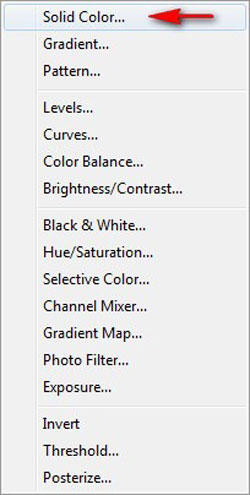 Solid Color...
Gradient...
Pattern...
Levels...
Curves...
Color Balance...
Brightness/Contrast...
Black & White...
Hue/Saturation...
Selective Color...
Channel Mixer...
Gradient Map...
Photo Filter...
Exposure...
Invert
Threshold...
Posterize...